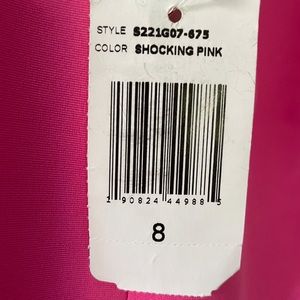 STYLE S221G07-675
COLOR SHOCKING PINK
1 90824 44988 5
8